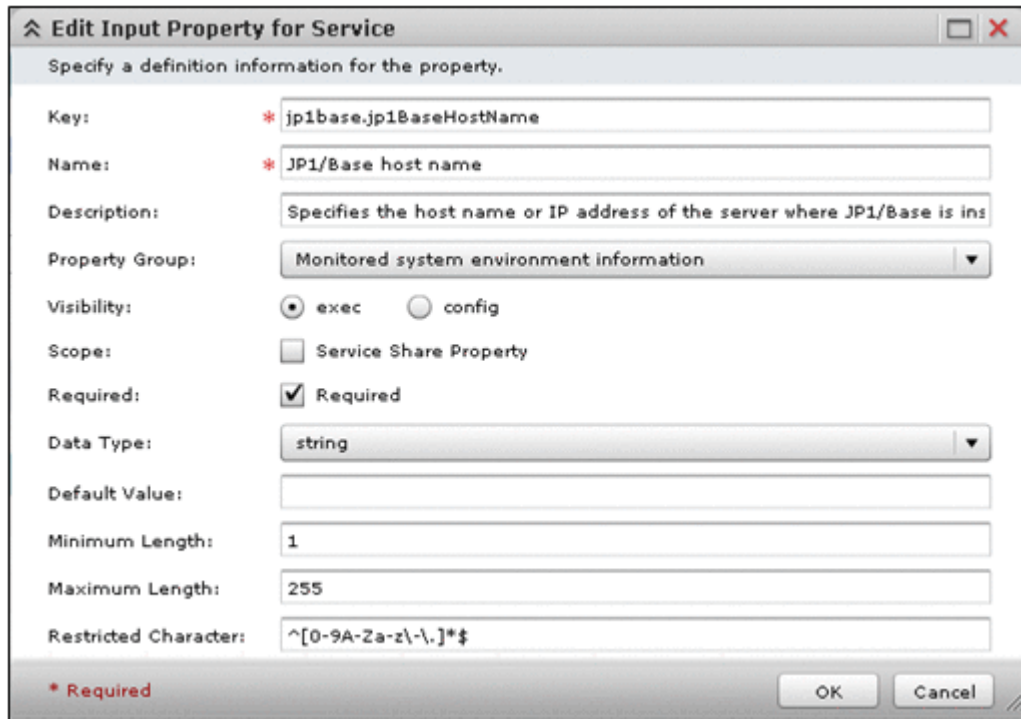 Edit Input Property for Service
Specify a definition information for the property.
Key: * jp1base.jp1BaseHostName
Name: * JP1/Base host name
Description: Specifies the host name or IP address of the server where JP1/Base is ins
Property Group: Monitored system environment information
Visibility: exec config
Scope: Service Share Property
Required: Required
Data Type: string
Default Value:
Minimum Length: 1
Maximum Length: 255
Restricted Character: ^[0-9A-Za-z\-\.]*$
* Required OK Cancel